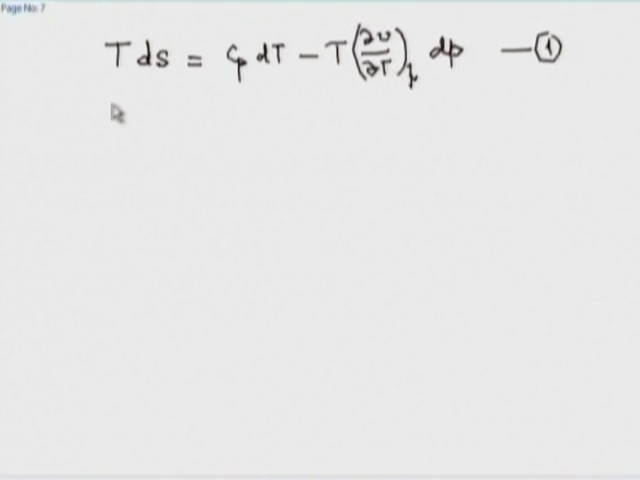 Page No: 7
T ds = Cp dT − T(∂v/∂T)p dp — ①